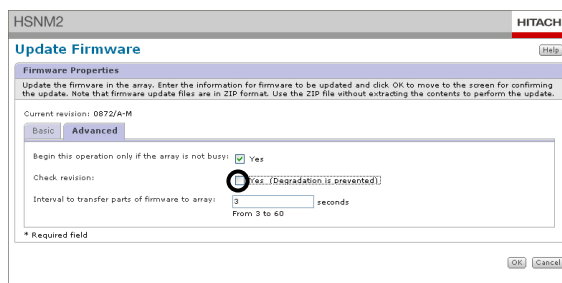 HSNM2
HITACH
Update Firmware
Help
Firmware Properties
Update the firmware in the array. Enter the information for firmware to be updated and click OK to move to the screen for confirming
the update. Note that firmware update files are in ZIP format. Use the ZIP file without extracting the contents to perform the update.
Current revision: 0872/A-M
Basic Advanced
Begin this operation only if the array is not busy: Yes
Check revision: Yes (Degradation is prevented)
Interval to transfer parts of firmware to array: 3 seconds
From 3 to 60
* Required field
OK Cancel